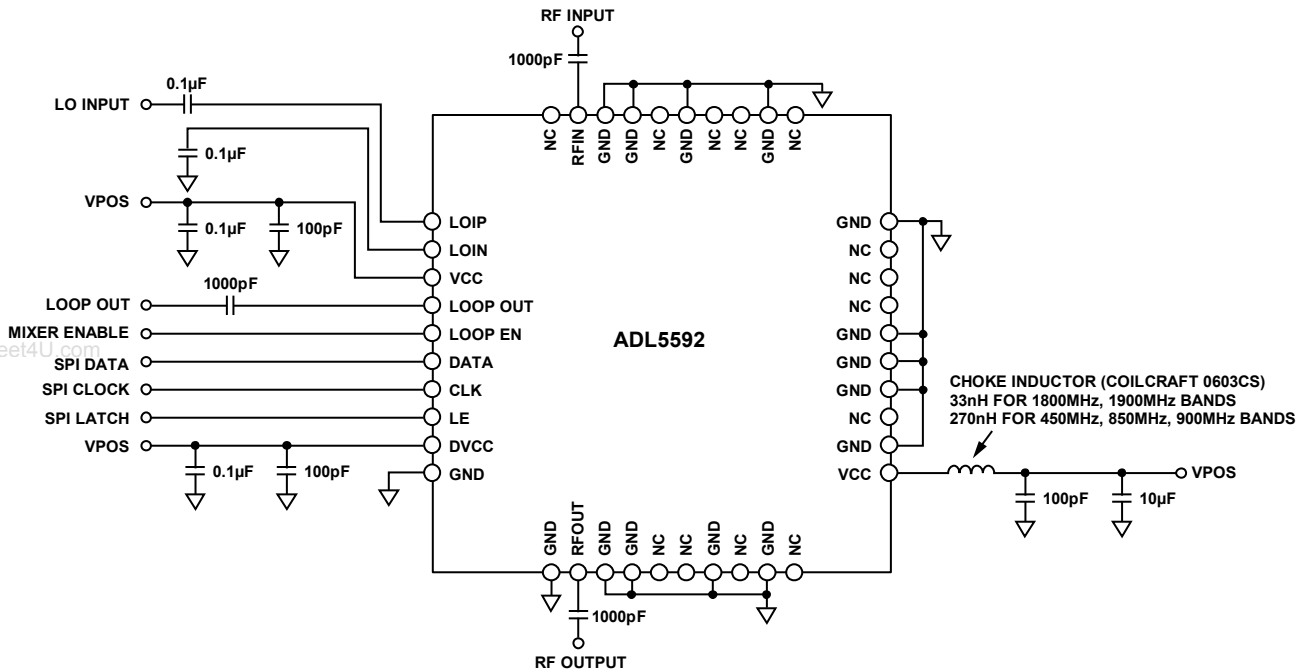 RF INPUT
1000pF
0.1µF
LO INPUT
0.1µF
VPOS
0.1µF
100pF
1000pF
LOOP OUT
MIXER ENABLE
eet4U.com
SPI DATA
SPI CLOCK
SPI LATCH
VPOS
0.1µF
100pF
NC
RFIN
GND
GND
NC
GND
NC
NC
GND
NC
LOIP
LOIN
VCC
LOOP OUT
LOOP EN
DATA
CLK
LE
DVCC
GND
ADL5592
GND
NC
NC
NC
GND
GND
GND
NC
GND
VCC
CHOKE INDUCTOR (COILCRAFT 0603CS)
33nH FOR 1800MHz, 1900MHz BANDS
270nH FOR 450MHz, 850MHz, 900MHz BANDS
VPOS
100pF
10µF
GND
RFOUT
GND
GND
NC
NC
GND
NC
GND
NC
1000pF
RF OUTPUT